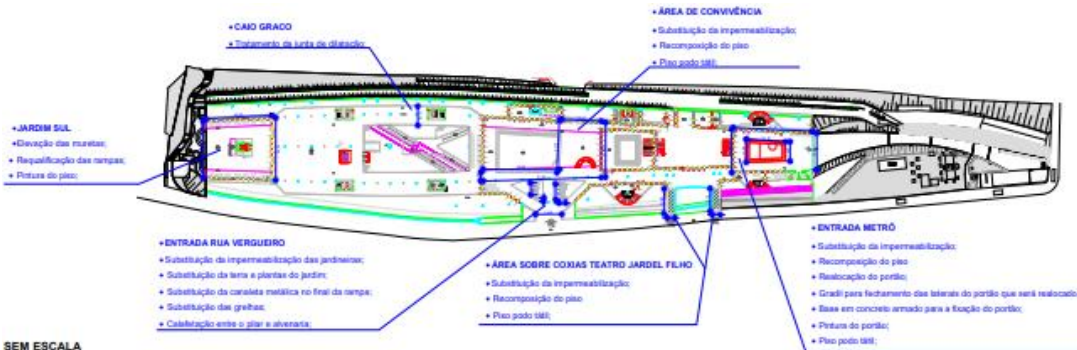 +ÁREA DE CONVIVÊNCIA
+Substituição da impermeabilização;
+ Recomposição do piso
+ Piso podo tátil;
+CAIO GRACO
+ Tratamento da junta de dilatação;
+JARDIM SUL
+Elevação das muretas;
+ Requalificação das rampas;
+ Pintura do piso;
+ENTRADA RUA VERGUEIRO
+Substituição da impermeabilização das jardineiras;
+ Substituição da terra e plantas do jardim;
+ Substituição da canaleta metálica no final da rampa;
+ Substituição das grelhas;
+ Calafetação entre o pilar e alvenaria;
+ÁREA SOBRE COXIAS TEATRO JARDEL FILHO
+Substituição da impermeabilização;
+ Recomposição do piso
+ Piso podo tátil;
+ENTRADA METRÔ
+ Substituição da impermeabilização;
+ Recomposição do piso
+ Realocação do portão;
+ Gradil para fechamento das laterais do portão que será realocado
+ Base em concreto armado para a fixação do portão;
+ Pintura do portão;
+ Piso podo tátil;
SEM ESCALA